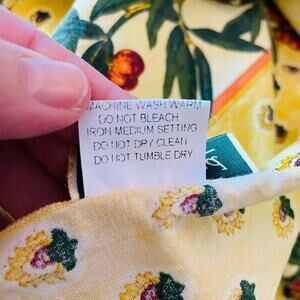 MACHINE WASH WARM
DO NOT BLEACH
IRON MEDIUM SETTING
DO NOT DRY CLEAN
DO NOT TUMBLE DRY